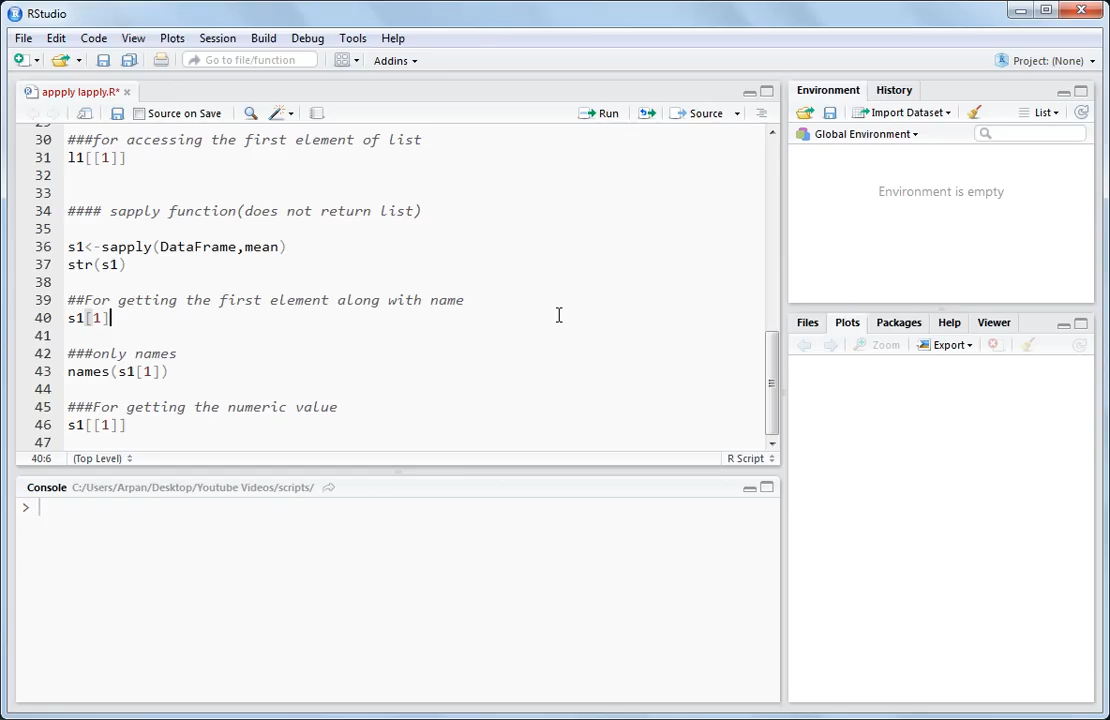 RStudio
File Edit Code View Plots Session Build Debug Tools Help
Go to file/function Addins Project: (None)
appply lapply.R*
Source on Save Run Source
29
30 ###for accessing the first element of list
31 l1[[1]]
32
33
34 #### sapply function(does not return list)
35
36 s1<-sapply(DataFrame,mean)
37 str(s1)
38
39 ##For getting the first element along with name
40 s1[1]
41
42 ###only names
43 names(s1[1])
44
45 ###For getting the numeric value
46 s1[[1]]
47
40:6 (Top Level) R Script
Console C:/Users/Arpan/Desktop/Youtube Videos/scripts/
>
Environment History
Import Dataset List
Global Environment
Environment is empty
Files Plots Packages Help Viewer
Zoom Export